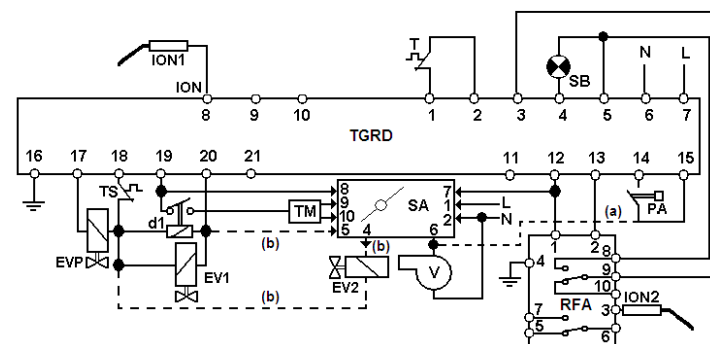 ION1
ION
T
SB
N L
8 9 10 1 2 3 4 5 6 7
TGRD
16 17 18 19 20 21 11 12 13 14 15
TS
d1
TM
8
9
10
5
4
6
7
1
2
SA
L
N
(a)
PA
(b)
(b)
(b)
EVP
EV1
EV2
V
1 2
4
8
9
10
3
7
5
6
RFA
ION2